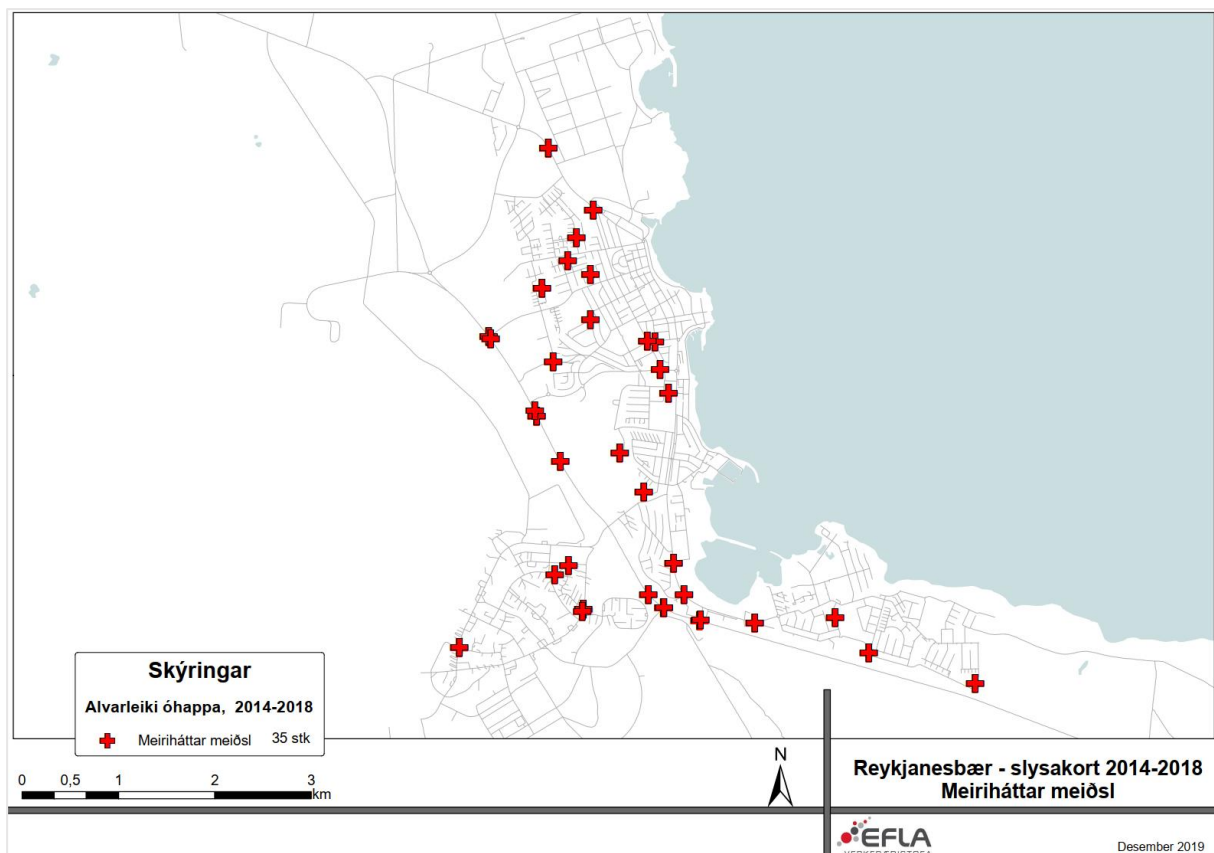 Skýringar
Alvarleiki óhappa, 2014-2018
Meiriháttar meiðsl 35 stk
0 0,5 1 2 3
km
N
Reykjanesbær - slysakort 2014-2018
Meiriháttar meiðsl
EFLA
Desember 2019